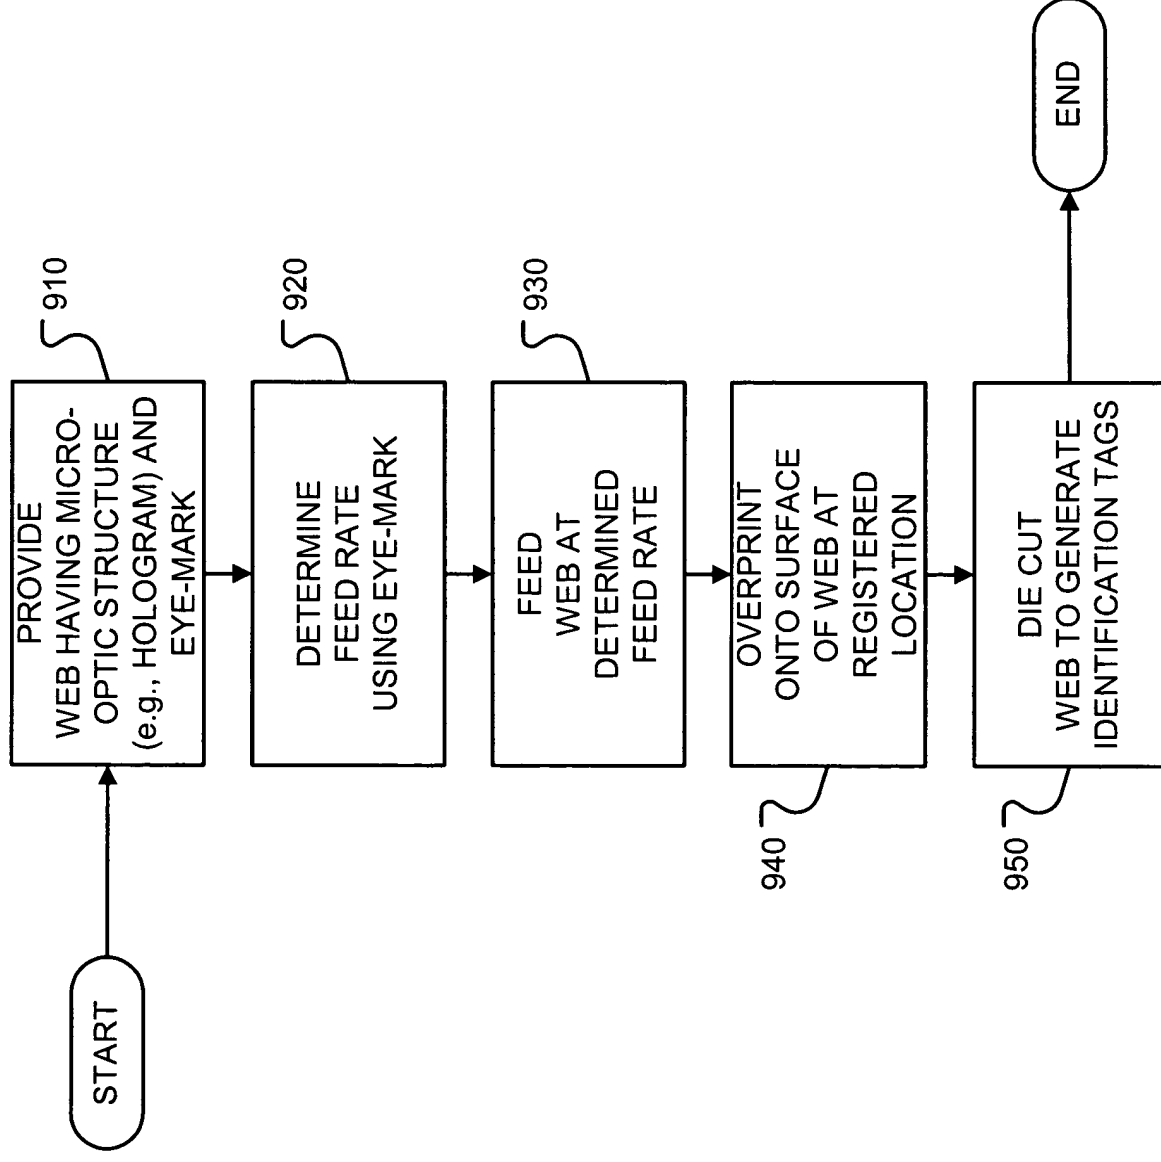 START
PROVIDE
WEB HAVING MICRO-
OPTIC STRUCTURE
(e.g., HOLOGRAM) AND
EYE-MARK
910
DETERMINE
FEED RATE
USING EYE-MARK
920
FEED
WEB AT
DETERMINED
FEED RATE
930
OVERPRINT
ONTO SURFACE
OF WEB AT
REGISTERED
LOCATION
940
DIE CUT
WEB TO GENERATE
IDENTIFICATION TAGS
950
END